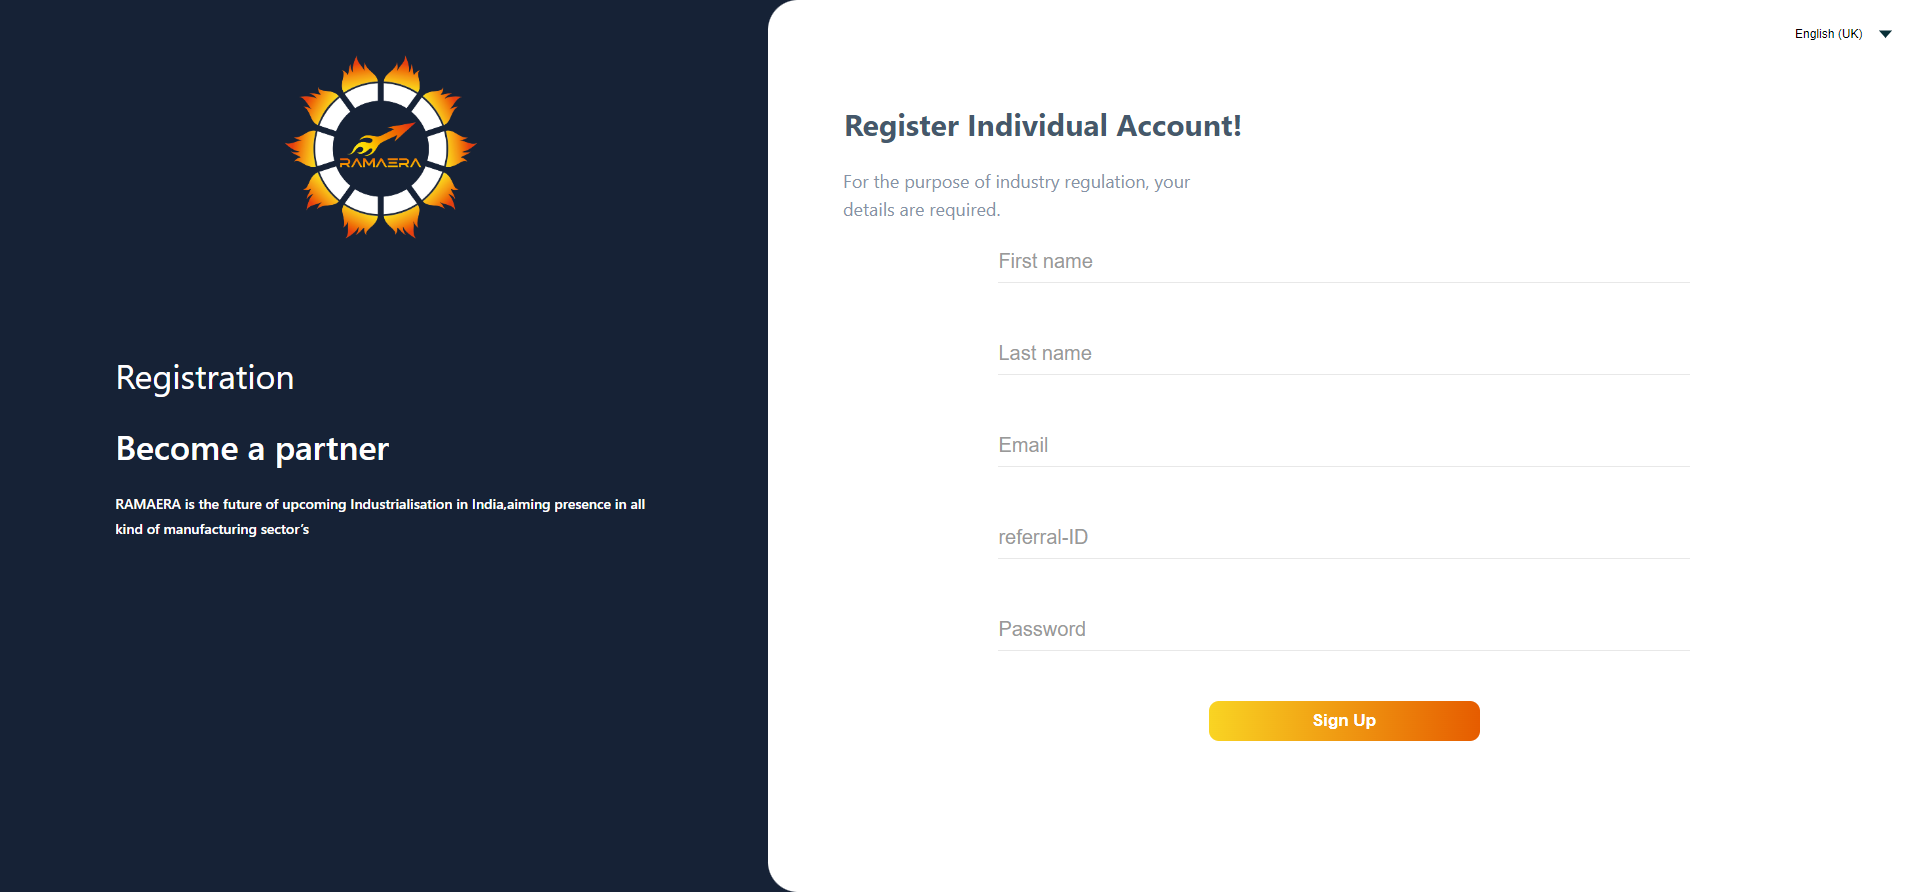 RAMAERA
Registration
Become a partner
RAMAERA is the future of upcoming Industrialisation in India,aiming presence in all
kind of manufacturing sector’s
English (UK)
Register Individual Account!
For the purpose of industry regulation, your
details are required.
First name
Last name
Email
referral-ID
Password
Sign Up